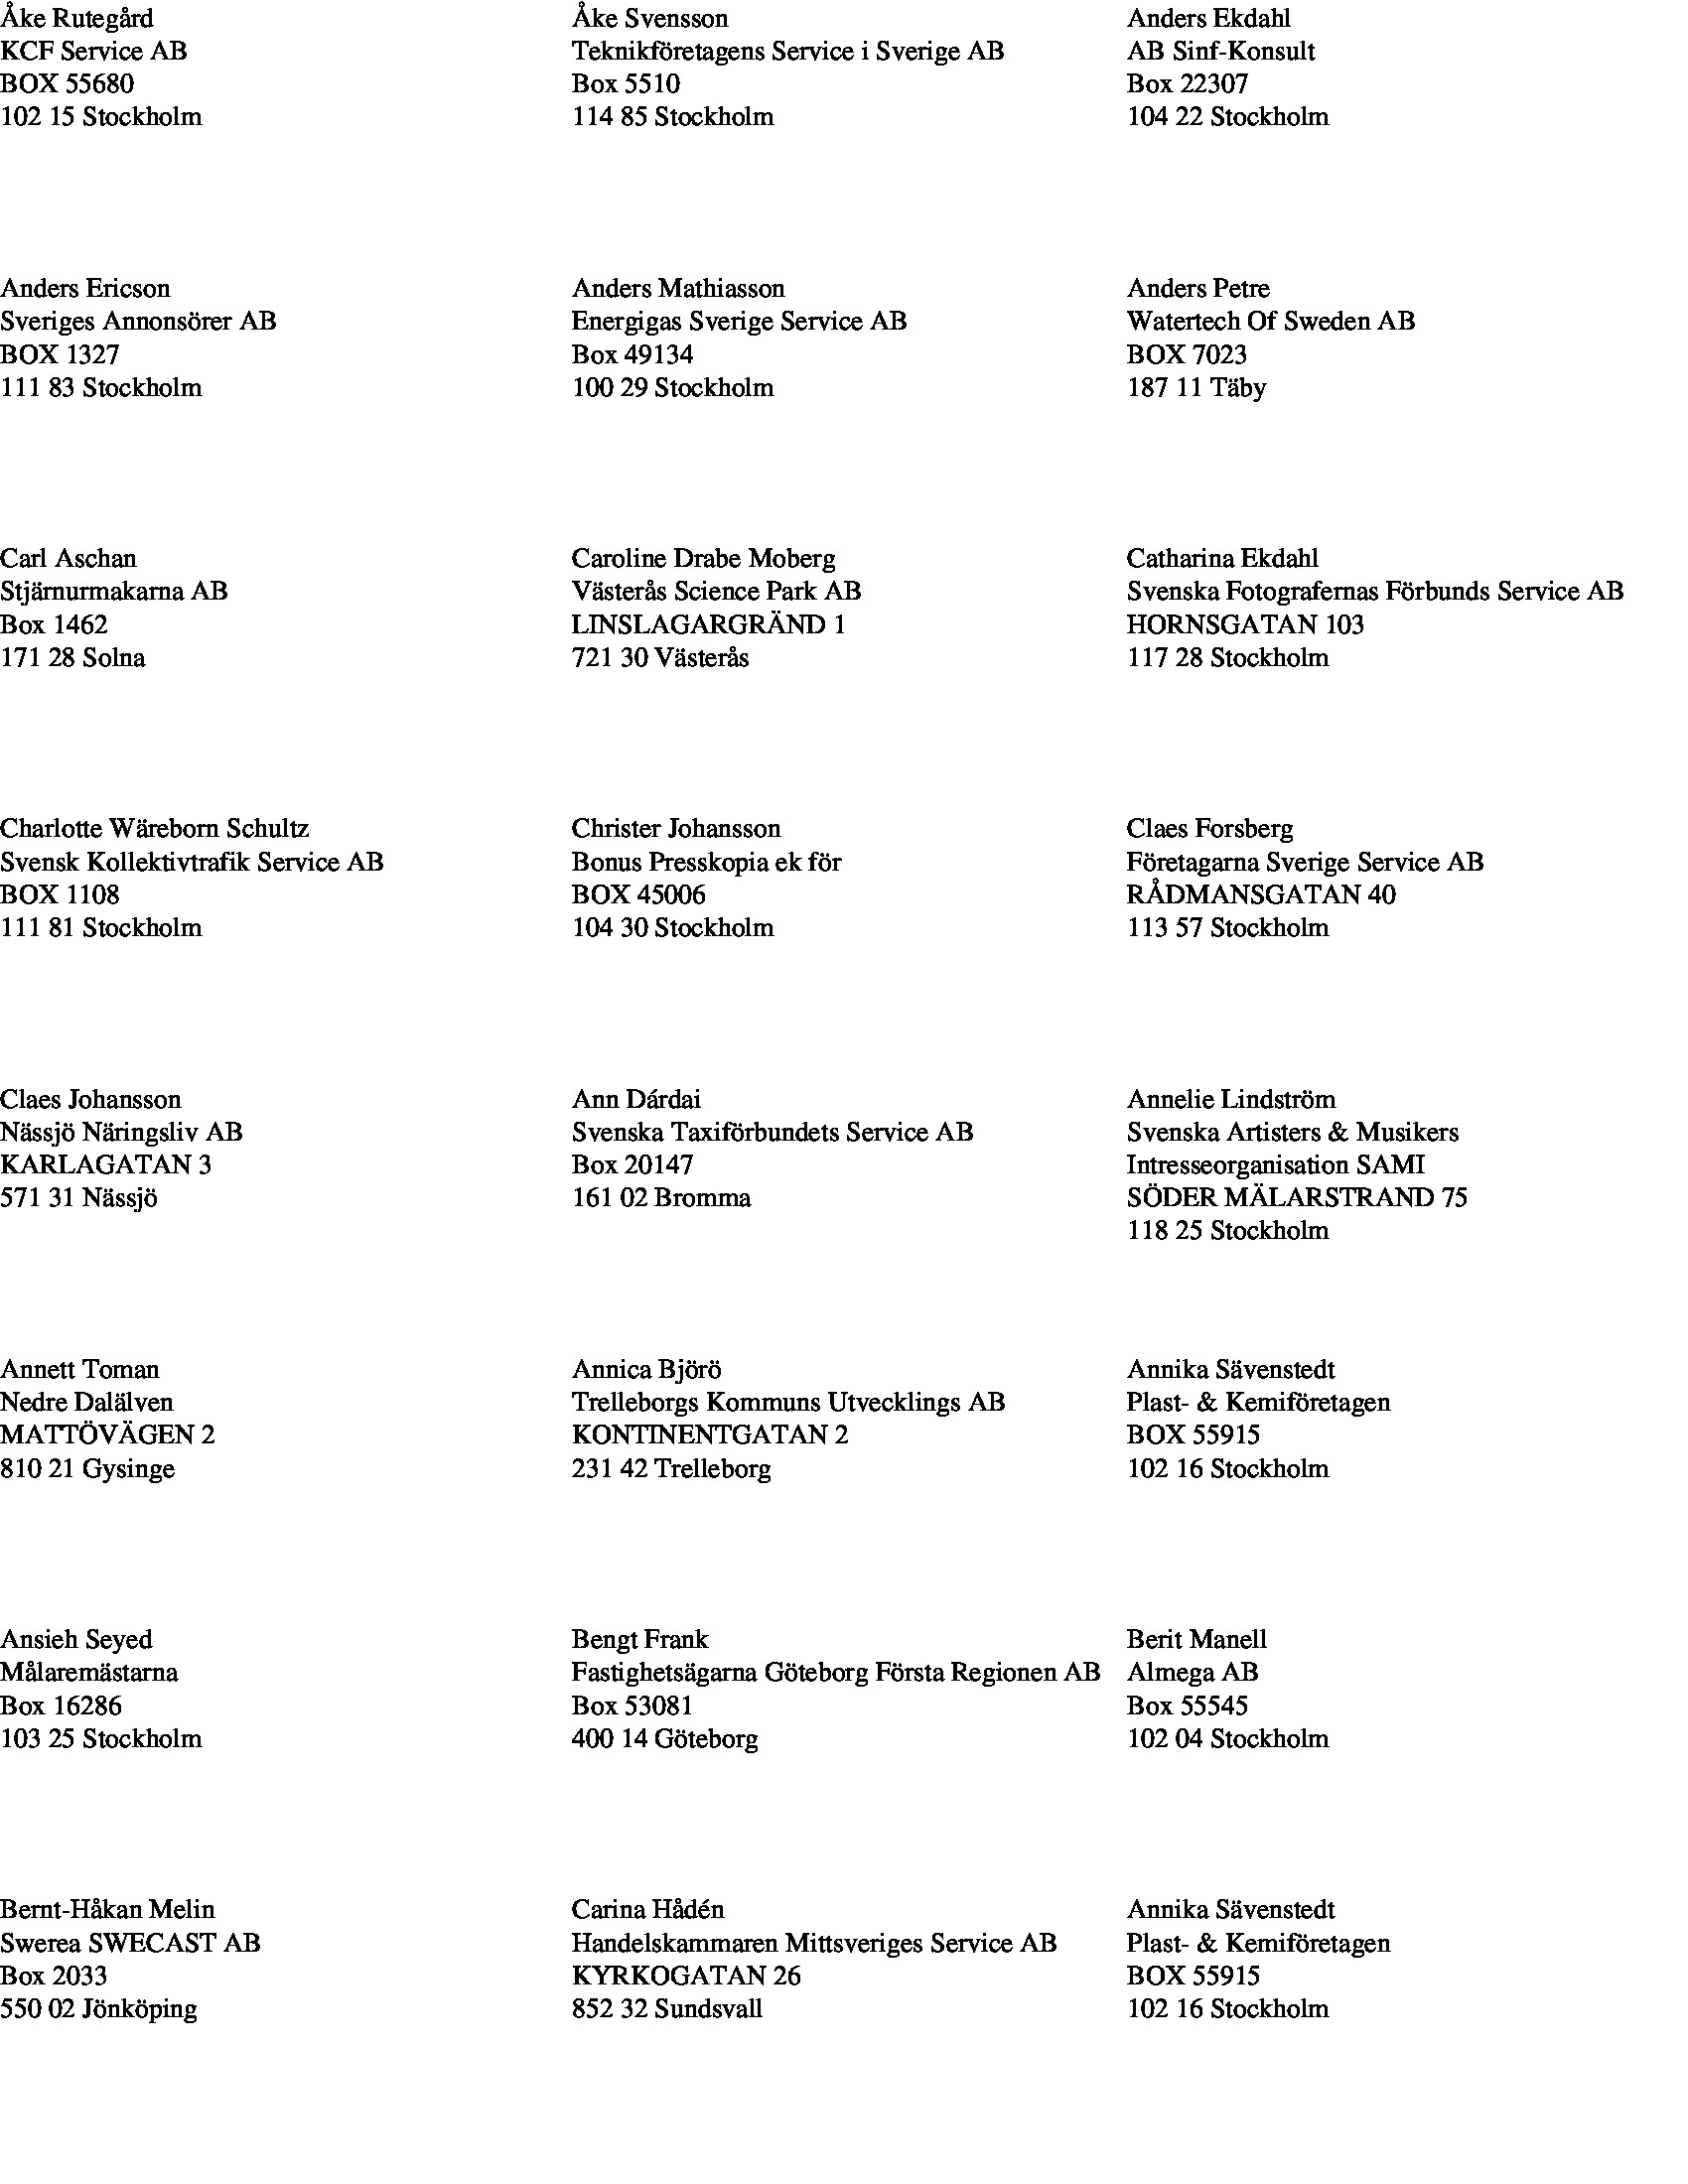 Åke Rutegård
KCF Service AB
BOX 55680
102 15 Stockholm
Åke Svensson
Teknikföretagens Service i Sverige AB
Box 5510
114 85 Stockholm
Anders Ekdahl
AB Sinf-Konsult
Box 22307
104 22 Stockholm
Anders Ericson
Sveriges Annonsörer AB
BOX 1327
111 83 Stockholm
Anders Mathiasson
Energigas Sverige Service AB
Box 49134
100 29 Stockholm
Anders Petre
Watertech Of Sweden AB
BOX 7023
187 11 Täby
Carl Aschan
Stjärnurmakarna AB
Box 1462
171 28 Solna
Caroline Drabe Moberg
Västerås Science Park AB
LINSLAGARGRÄND 1
721 30 Västerås
Catharina Ekdahl
Svenska Fotografernas Förbunds Service AB
HORNSGATAN 103
117 28 Stockholm
Charlotte Wäreborn Schultz
Svensk Kollektivtrafik Service AB
BOX 1108
111 81 Stockholm
Christer Johansson
Bonus Presskopia ek för
BOX 45006
104 30 Stockholm
Claes Forsberg
Företagarna Sverige Service AB
RÅDMANSGATAN 40
113 57 Stockholm
Claes Johansson
Nässjö Näringsliv AB
KARLAGATAN 3
571 31 Nässjö
Ann Dárdai
Svenska Taxiförbundets Service AB
Box 20147
161 02 Bromma
Annelie Lindström
Svenska Artisters & Musikers
Intresseorganisation SAMI
SÖDER MÄLARSTRAND 75
118 25 Stockholm
Annett Toman
Nedre Dalälven
MATTÖVÄGEN 2
810 21 Gysinge
Annica Björö
Trelleborgs Kommuns Utvecklings AB
KONTINENTGATAN 2
231 42 Trelleborg
Annika Sävenstedt
Plast- & Kemiföretagen
BOX 55915
102 16 Stockholm
Ansieh Seyed
Målaremästarna
Box 16286
103 25 Stockholm
Bengt Frank
Fastighetsägarna Göteborg Första Regionen AB
Box 53081
400 14 Göteborg
Berit Manell
Almega AB
Box 55545
102 04 Stockholm
Bernt-Håkan Melin
Swerea SWECAST AB
Box 2033
550 02 Jönköping
Carina Hådén
Handelskammaren Mittsveriges Service AB
KYRKOGATAN 26
852 32 Sundsvall
Annika Sävenstedt
Plast- & Kemiföretagen
BOX 55915
102 16 Stockholm